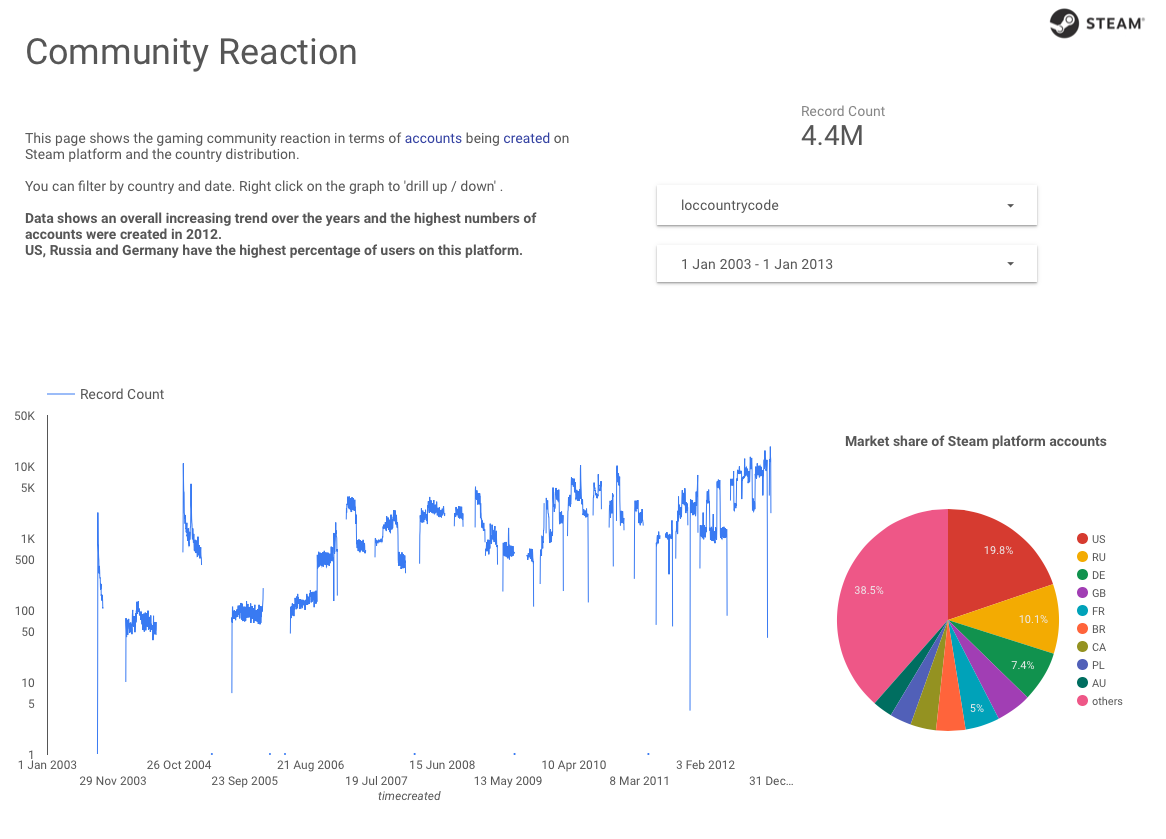 STEAM
Community Reaction
Record Count
4.4M
This page shows the gaming community reaction in terms of accounts being created on
Steam platform and the country distribution.
You can filter by country and date. Right click on the graph to 'drill up / down' .
Data shows an overall increasing trend over the years and the highest numbers of
accounts were created in 2012.
US, Russia and Germany have the highest percentage of users on this platform.
loccountrycode
1 Jan 2003 - 1 Jan 2013
Record Count
50K
10K
5K
1K
500
100
50
10
5
1
1 Jan 2003
29 Nov 2003
26 Oct 2004
23 Sep 2005
21 Aug 2006
19 Jul 2007
15 Jun 2008
13 May 2009
10 Apr 2010
8 Mar 2011
3 Feb 2012
31 Dec...
timecreated
Market share of Steam platform accounts
19.8%
10.1%
7.4%
5%
38.5%
US
RU
DE
GB
FR
BR
CA
PL
AU
others